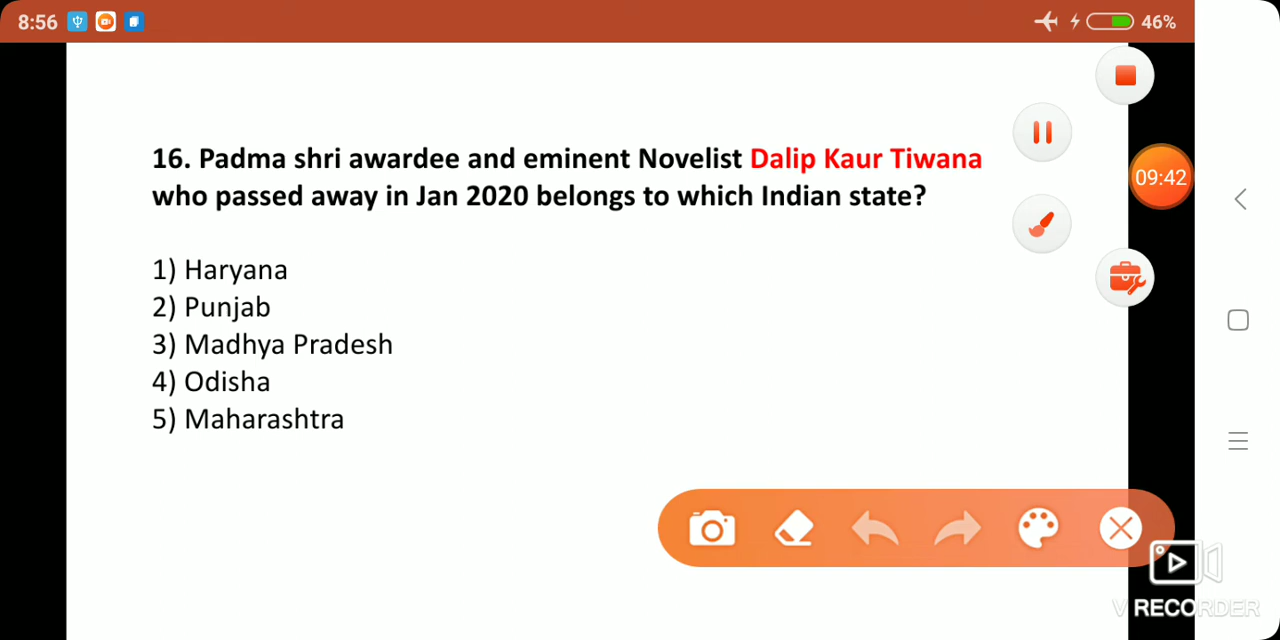 8:56
46%
16. Padma shri awardee and eminent Novelist Dalip Kaur Tiwana
who passed away in Jan 2020 belongs to which Indian state?
09:42
1) Haryana
2) Punjab
3) Madhya Pradesh
4) Odisha
5) Maharashtra
V RECORDER